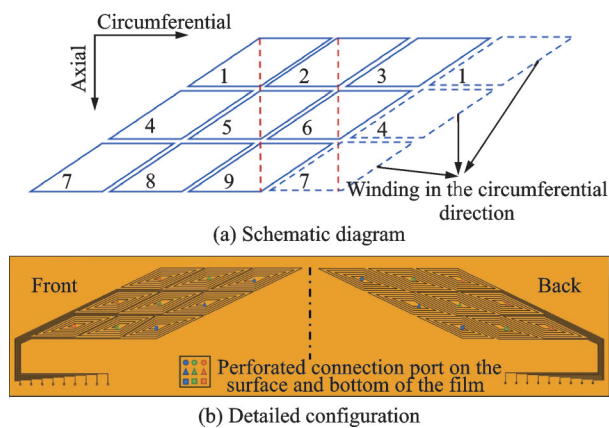 Circumferential
Axial
1 2 3 1
4 5 6 4
7 8 9 7
Winding in the circumferential
direction
(a) Schematic diagram
Front Back
Perforated connection port on the
surface and bottom of the film
(b) Detailed configuration